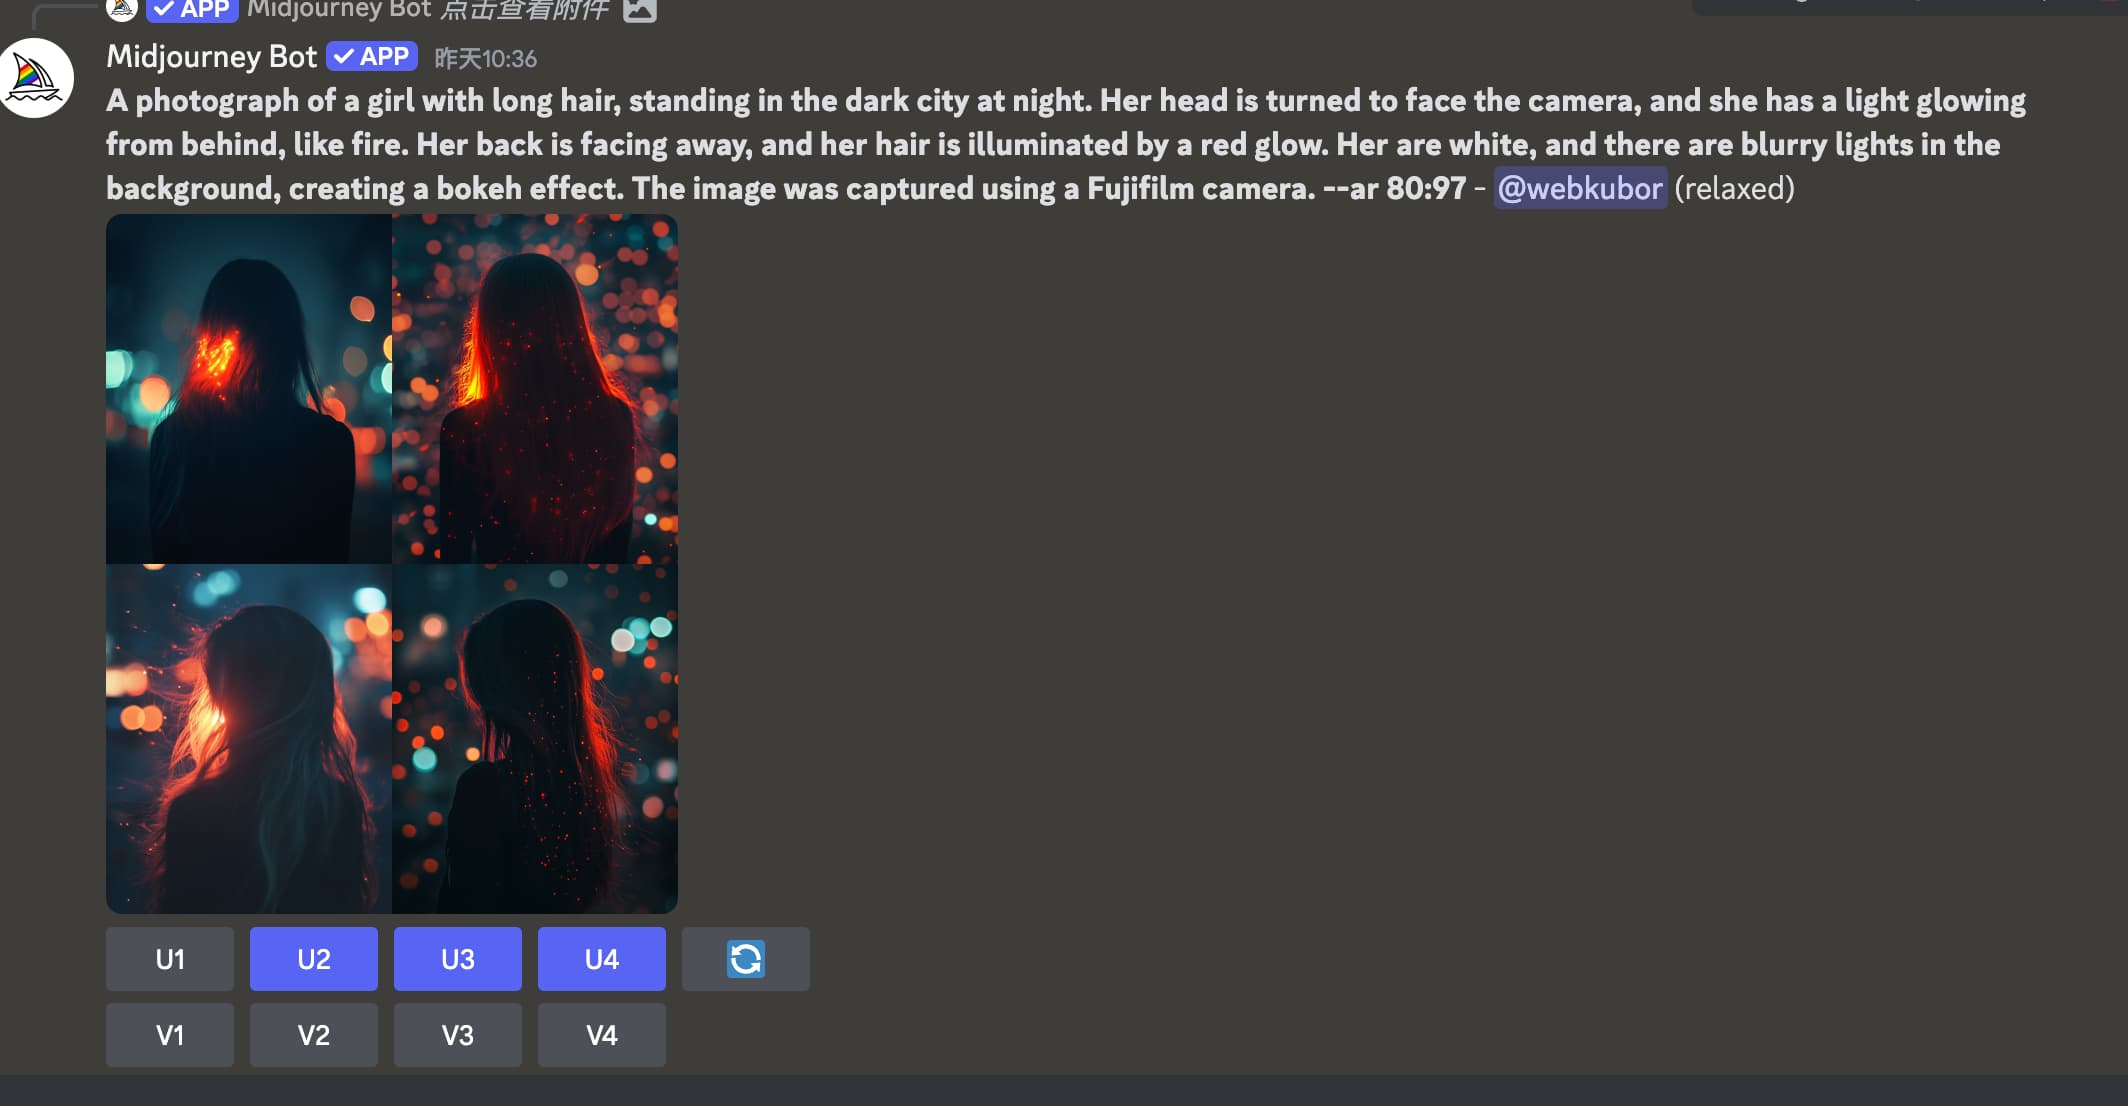 APP Midjourney Bot 点击查看附件
Midjourney Bot APP 昨天10:36
A photograph of a girl with long hair, standing in the dark city at night. Her head is turned to face the camera, and she has a light glowing
from behind, like fire. Her back is facing away, and her hair is illuminated by a red glow. Her are white, and there are blurry lights in the
background, creating a bokeh effect. The image was captured using a Fujifilm camera. --ar 80:97 - @webkubor (relaxed)
U1 U2 U3 U4
V1 V2 V3 V4